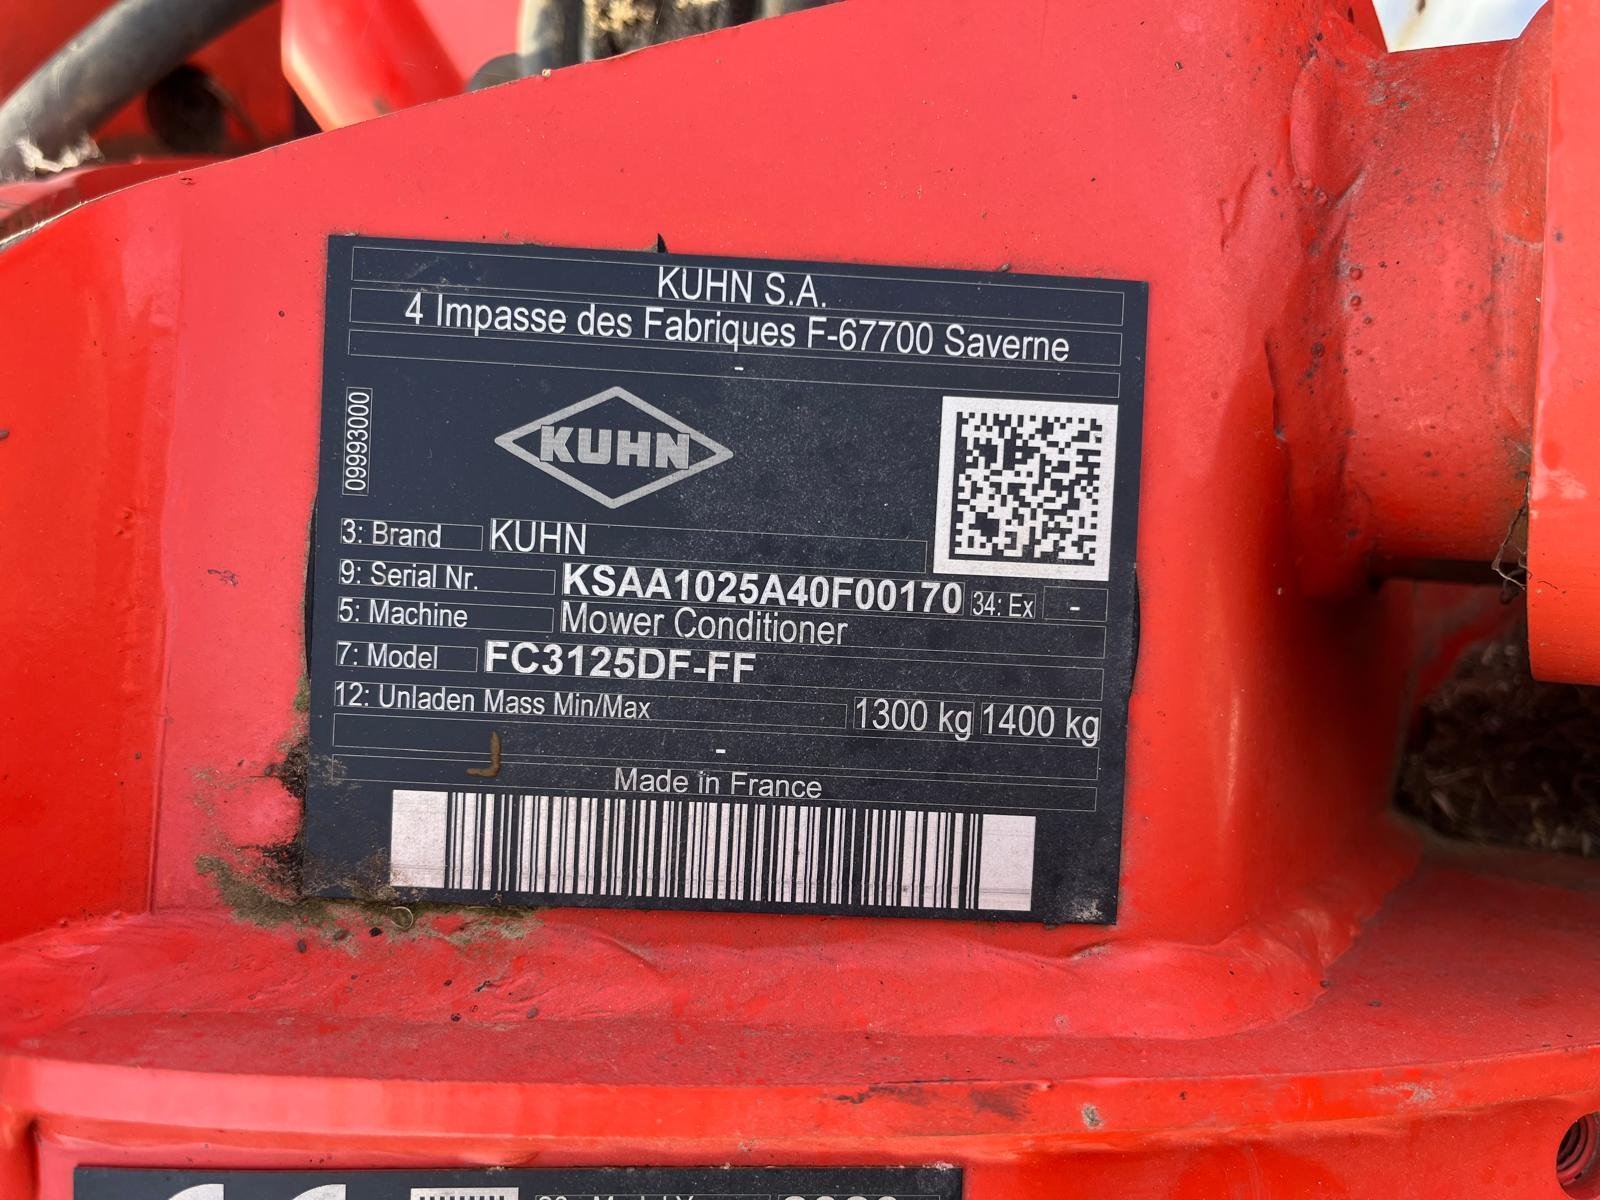 KUHN S.A.
4 Impasse des Fabriques F-67700 Saverne
-
09993000
KUHN
3: Brand KUHN
9: Serial Nr. KSAA1025A40F00170 34: Ex -
5: Machine Mower Conditioner
7: Model FC3125DF-FF
12: Unladen Mass Min/Max 1300 kg 1400 kg
-
Made in France